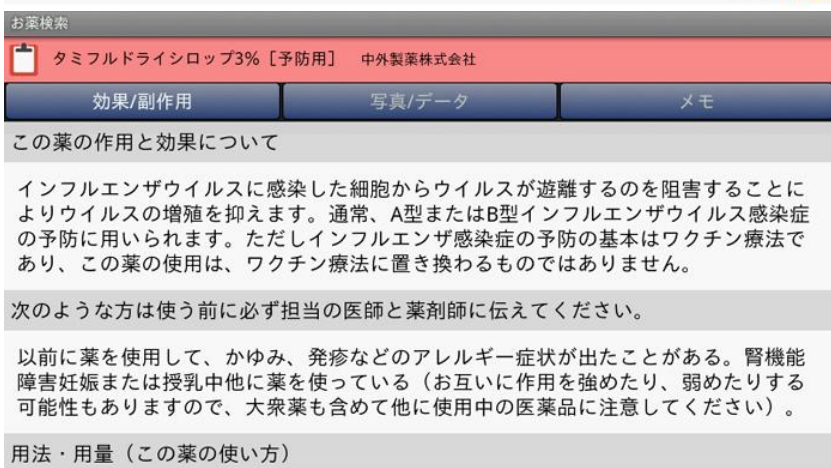 お薬検索
タミフルドライシロップ3%［予防用］ 中外製薬株式会社
効果/副作用 写真/データ メモ
この薬の作用と効果について
インフルエンザウイルスに感染した細胞からウイルスが遊離するのを阻害することに
よりウイルスの増殖を抑えます。通常、A型またはB型インフルエンザウイルス感染症
の予防に用いられます。ただしインフルエンザ感染症の予防の基本はワクチン療法で
あり、この薬の使用は、ワクチン療法に置き換わるものではありません。
次のような方は使う前に必ず担当の医師と薬剤師に伝えてください。
以前に薬を使用して、かゆみ、発疹などのアレルギー症状が出たことがある。腎機能
障害妊娠または授乳中他に薬を使っている（お互いに作用を強めたり、弱めたりする
可能性もありますので、大衆薬も含めて他に使用中の医薬品に注意してください）。
用法・用量（この薬の使い方）